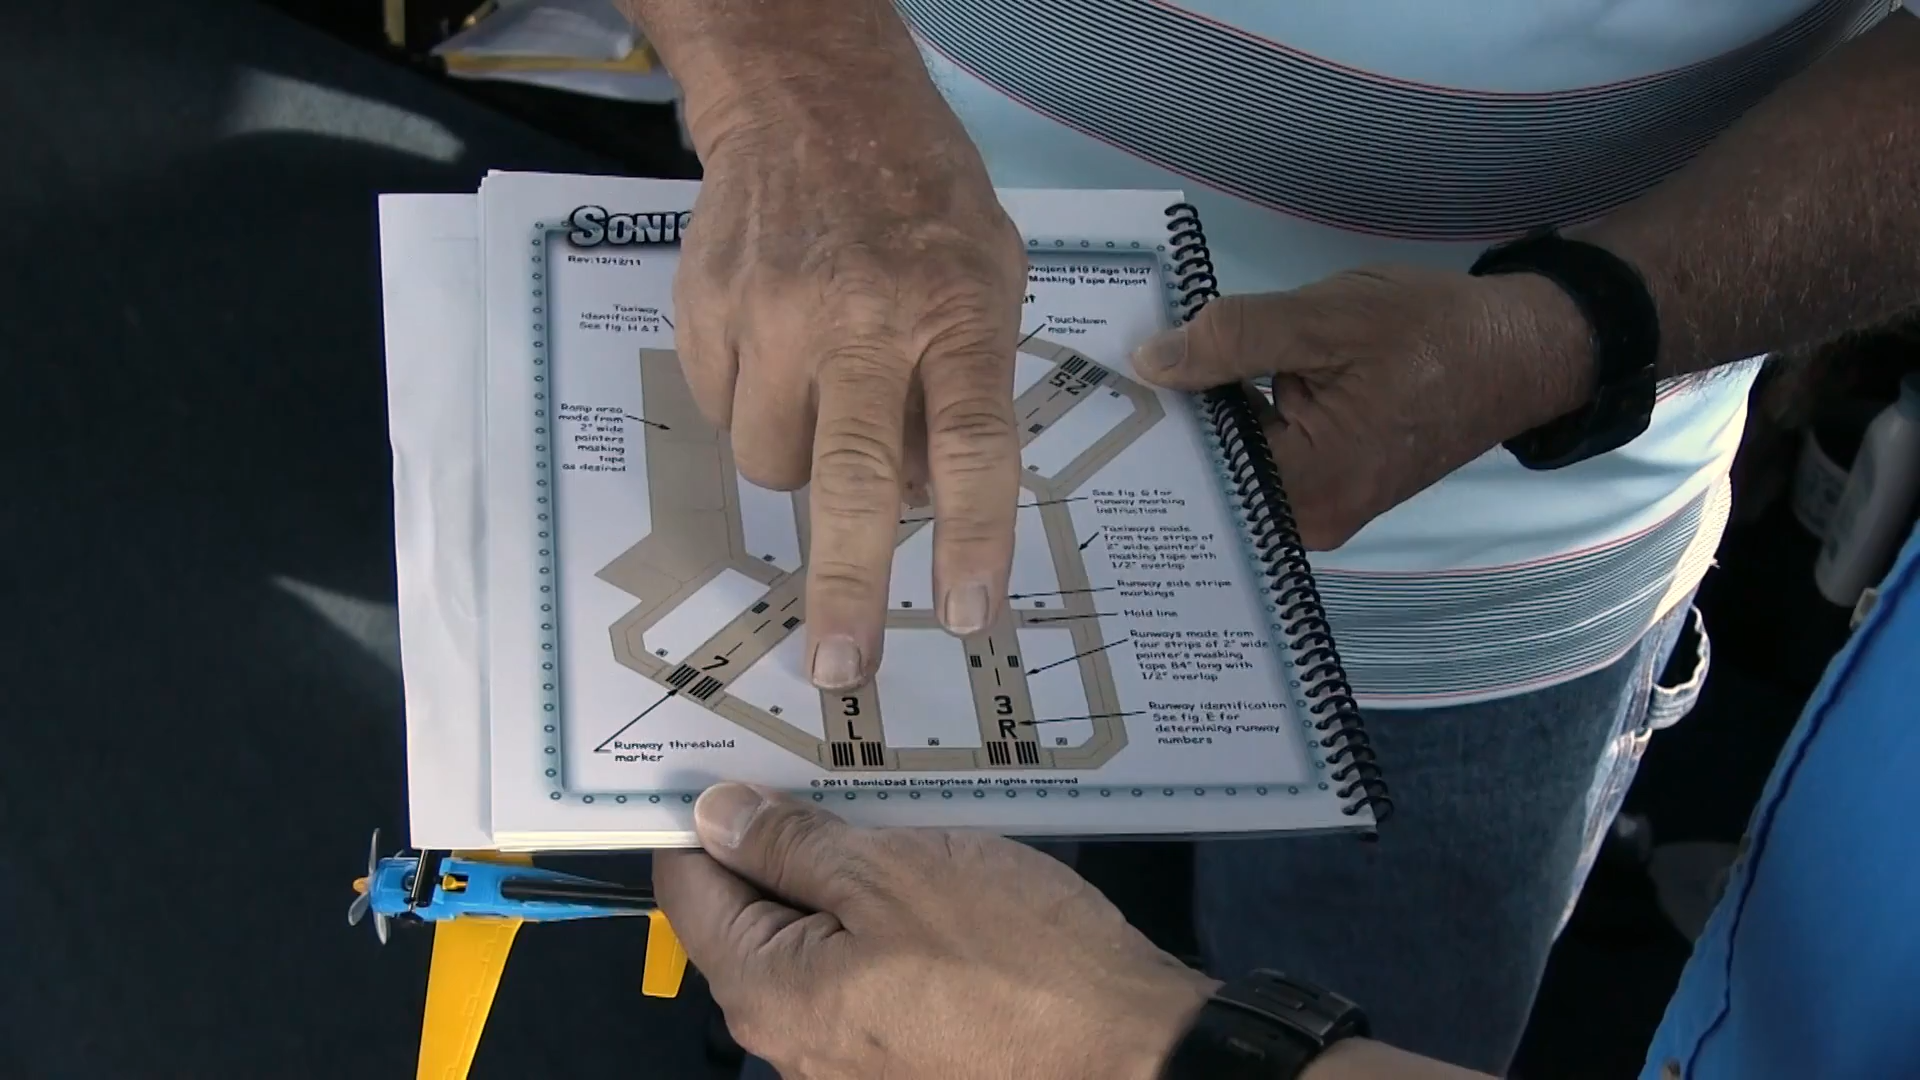 SONIC
Rev:12/12/11
Project #10 Page 18/27
Masking Tape Airport
Taxiway
identification
See fig. H & I
Touchdown
marker
25
Ramp area
made from
2" wide
painters
masking
tape
as desired
See fig. G for
runway marking
instructions
Taxiways made
from two strips of
2" wide painter's
masking tape with
1/2" overlap
Runway side stripe
markings
Hold line
Runways made from
four strips of 2" wide
painter's masking
tape 84" long with
1/2" overlap
7
3
L
3
R
Runway identification
See fig. E for
determining runway
numbers
Runway threshold
marker
© 2011 SonicDad Enterprises All rights reserved